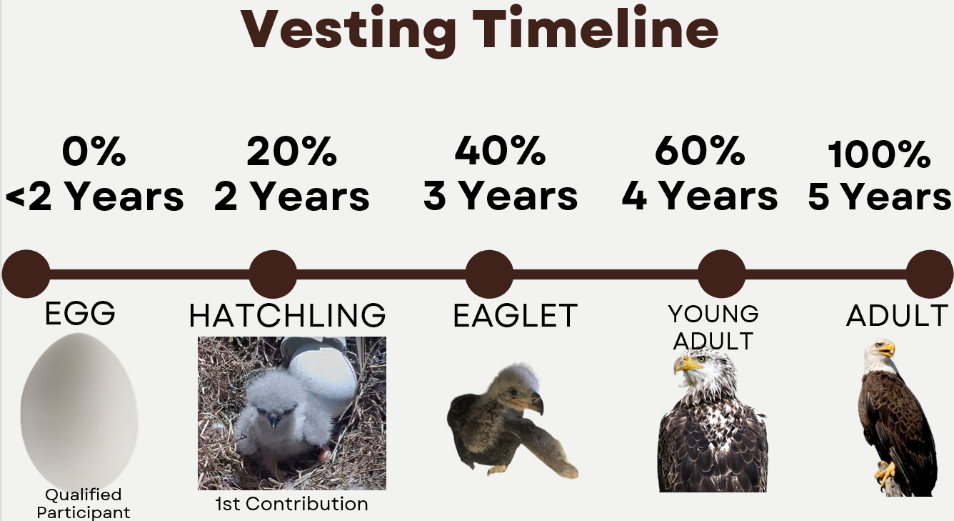 Vesting Timeline
0%
<2 Years
20%
2 Years
40%
3 Years
60%
4 Years
100%
5 Years
EGG
HATCHLING
EAGLET
YOUNG
ADULT
ADULT
Qualified
Participant
1st Contribution